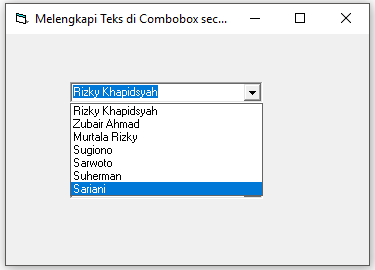 Melengkapi Teks di Combobox sec...
Rizky Khapidsyah
Rizky Khapidsyah
Zubair Ahmad
Murtala Rizky
Sugiono
Sarwoto
Suherman
Sariani